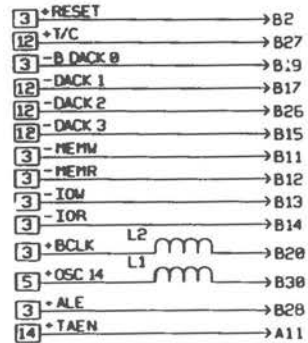 3 +RESET B2
12 +T/C B27
3 -B DACK 0 B19
12 -DACK 1 B17
12 -DACK 2 B26
12 -DACK 3 B15
3 -MEMW B11
3 -MEMR B12
3 -IOW B13
3 -IOR B14
3 +BCLK L2 B20
5 +OSC 14 L1 B30
3 +ALE B28
14 +TAEN A11